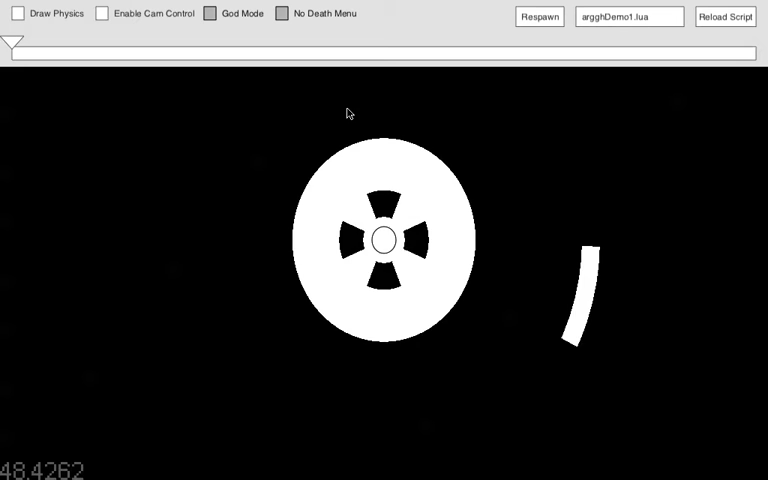 Draw Physics Enable Cam Control God Mode No Death Menu Respawn argghDemo1.lua Reload Script
48.4262